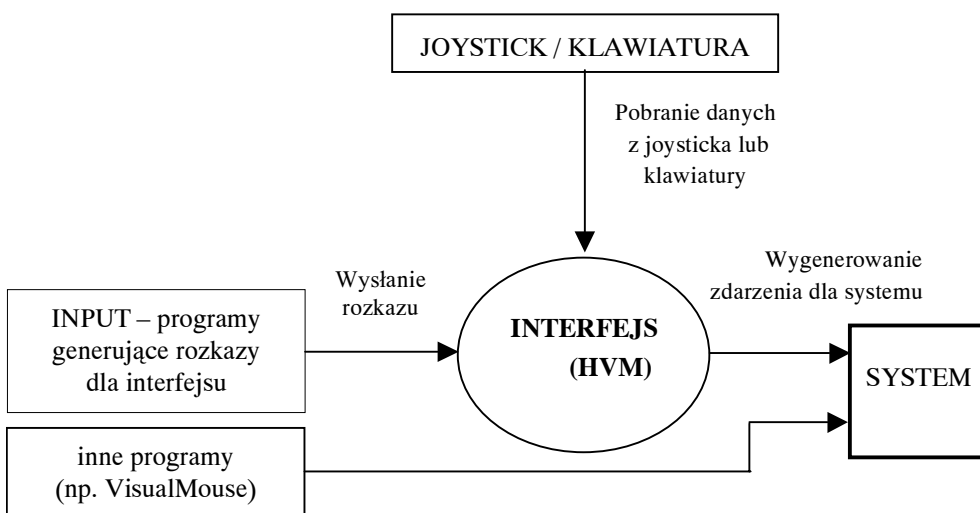 JOYSTICK / KLAWIATURA
Pobranie danych
z joysticka lub
klawiatury
Wysłanie
rozkazu
Wygenerowanie
zdarzenia dla systemu
INPUT – programy
generujące rozkazy
dla interfejsu
INTERFEJS
(HVM)
SYSTEM
inne programy
(np. VisualMouse)